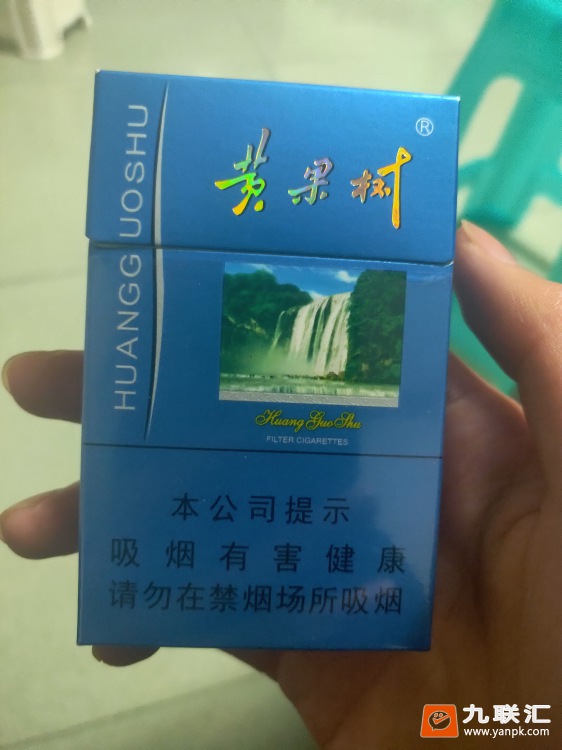 HUANGGUOSHU
黄果树®
Huang Guo Shu
FILTER CIGARETTES
本公司提示
吸烟有害健康
请勿在禁烟场所吸烟
九联汇
www.yanpk.com